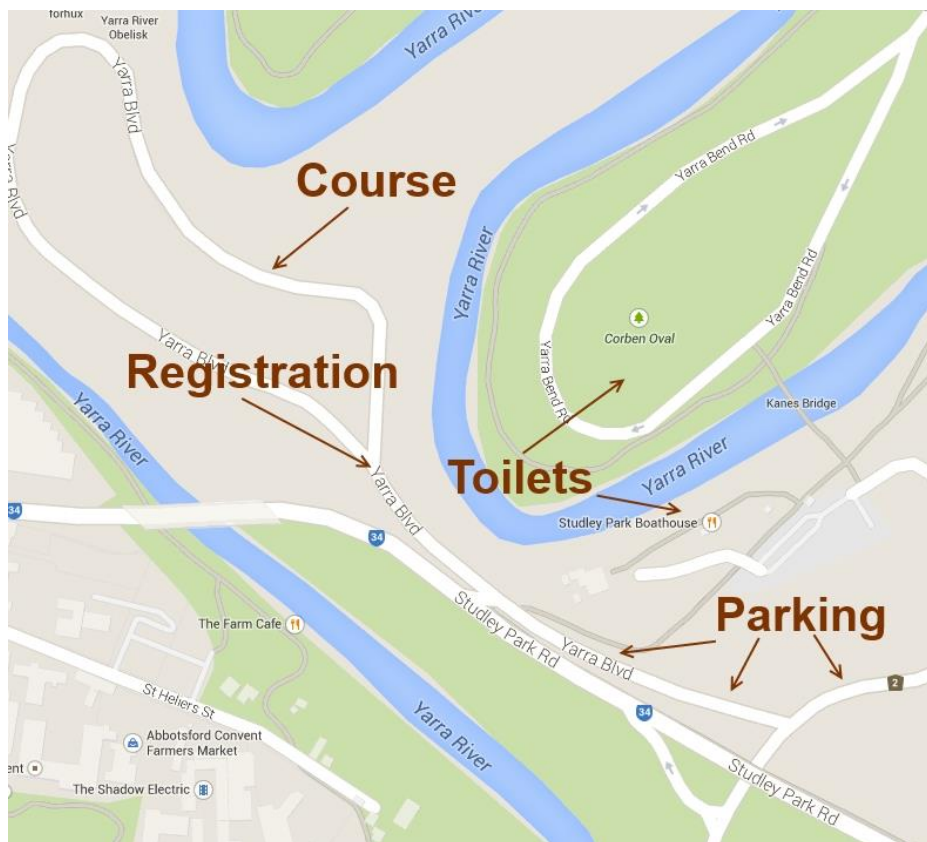 forhux
Yarra River
Obelisk
Yarra River
Yarra Blvd
Yarra Blvd
Yarra Bend Rd
Course
Yarra River
Yarra Bend Rd
Corben Oval
Yarra Blvd
Registration
Yarra Bend Rd
Kanes Bridge
Yarra River
Toilets
Yarra River
Yarra Blvd
34
Studley Park Boathouse
34
Studley Park Rd
Parking
The Farm Cafe
Yarra Blvd
St Heliers St
2
Yarra River
34
Abbotsford Convent
Farmers Market
ent
Studley Park Rd
The Shadow Electric